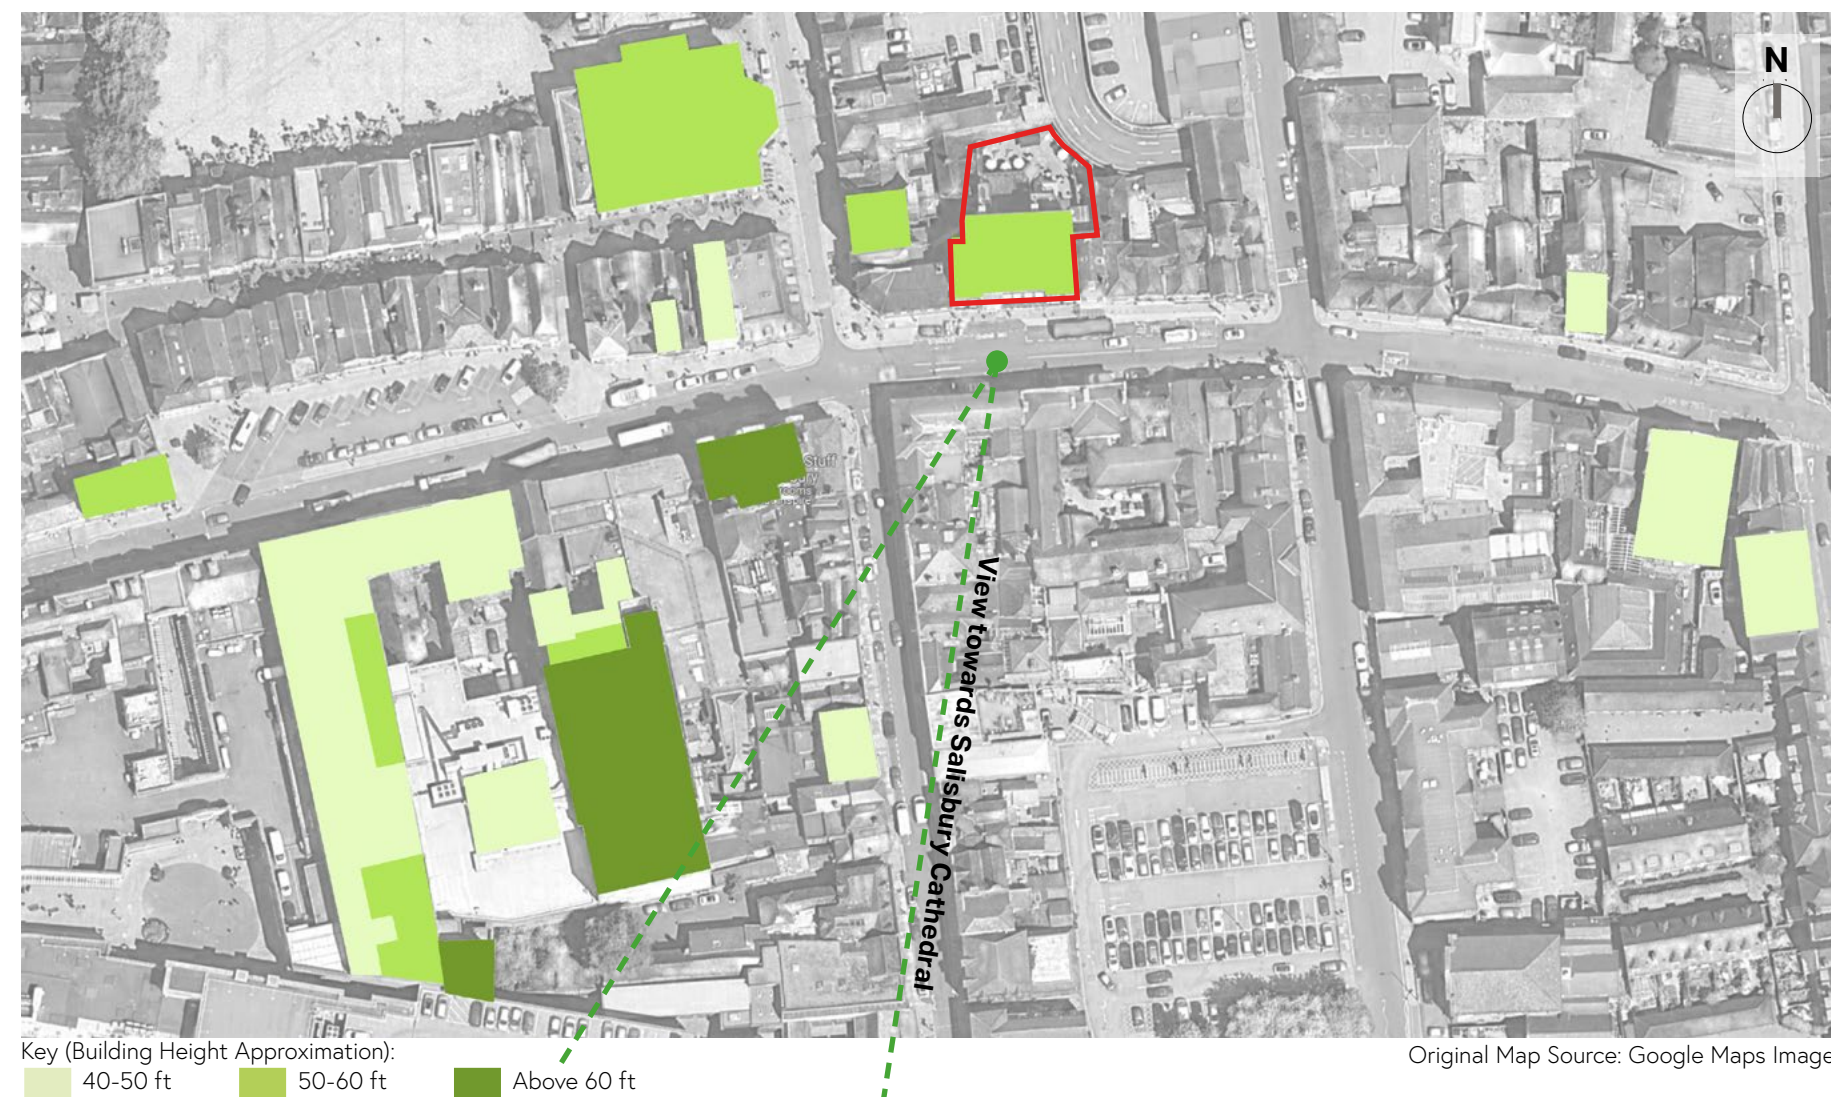 N
Stuff
View towards Salisbury Cathedral
Key (Building Height Approximation):
40-50 ft
50-60 ft
Above 60 ft
Original Map Source: Google Maps Image